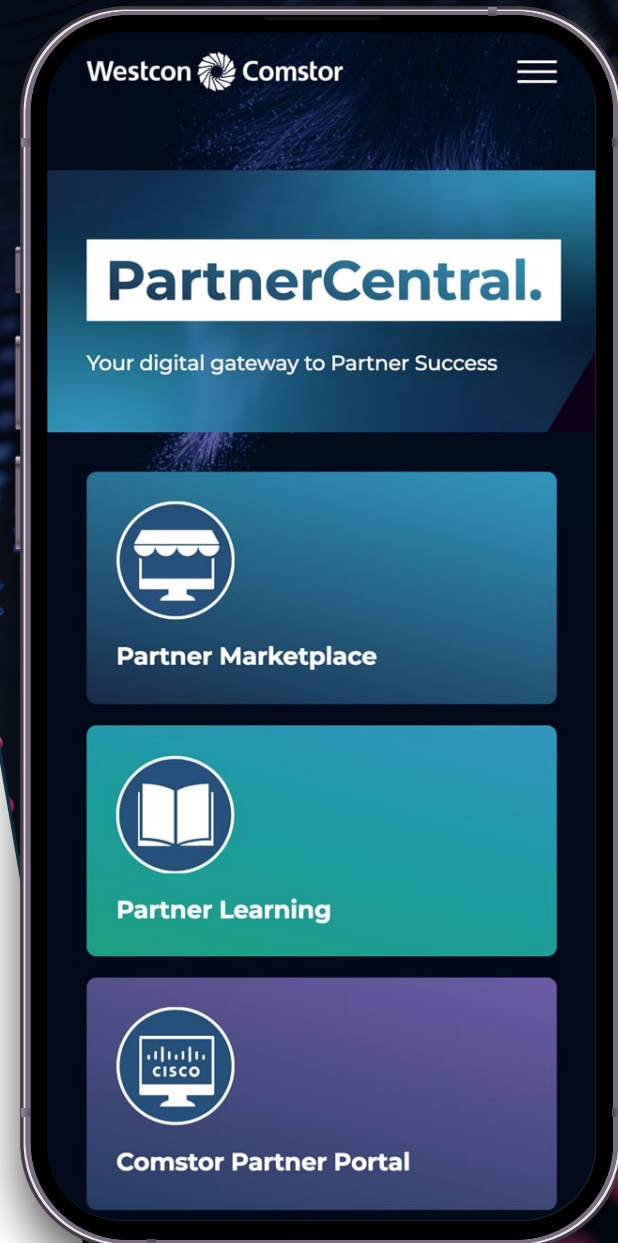 Westcon Comstor
PartnerCentral.
Your digital gateway to Partner Success
Partner Marketplace
Partner Learning
CISCO
Comstor Partner Portal